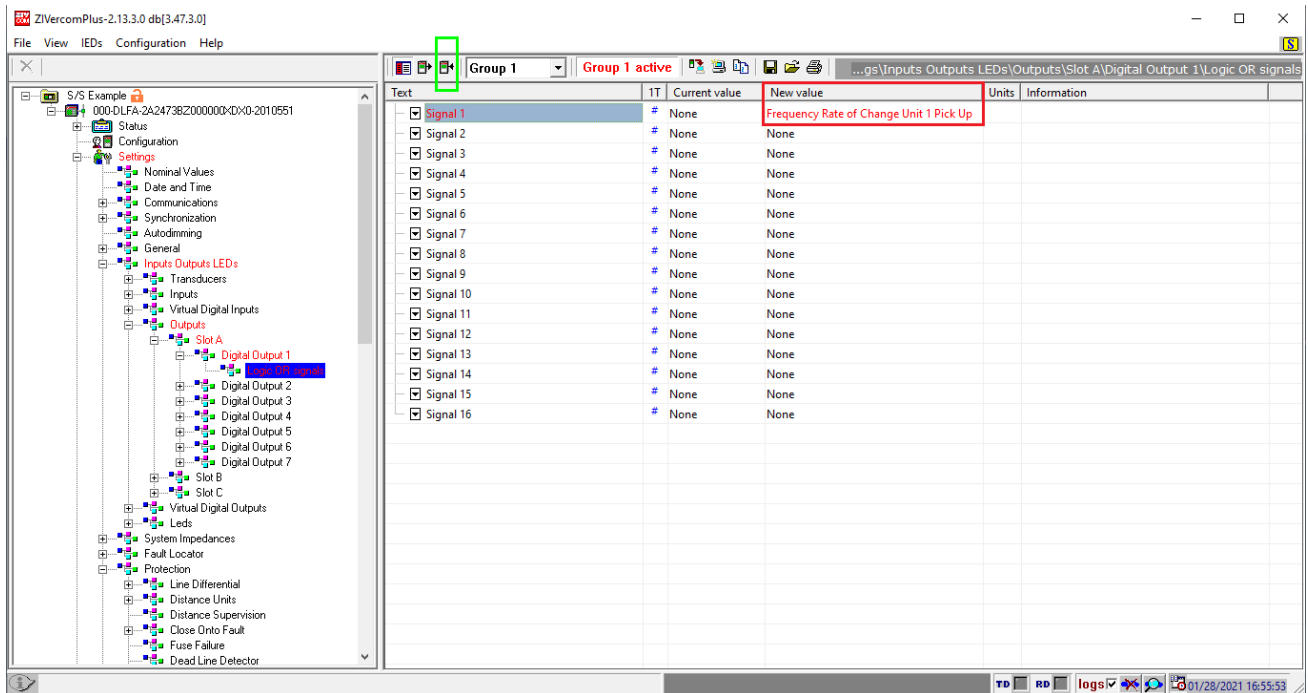 ZIV COM ZIVercomPlus-2.13.3.0 db[3.47.3.0]
File View IEDs Configuration Help
S
Group 1 Group 1 active ...gs\Inputs Outputs LEDs\Outputs\Slot A\Digital Output 1\Logic OR signals
S/S Example
000-DLFA-2A2473BZ000000XDX0-2010551
Status
Configuration
Settings
Nominal Values
Date and Time
Communications
Synchronization
Autodimming
General
Inputs Outputs LEDs
Transducers
Inputs
Virtual Digital Inputs
Outputs
Slot A
Digital Output 1
Logic OR signals
Digital Output 2
Digital Output 3
Digital Output 4
Digital Output 5
Digital Output 6
Digital Output 7
Slot B
Slot C
Virtual Digital Outputs
Leds
System Impedances
Fault Locator
Protection
Line Differential
Distance Units
Distance Supervision
Close Onto Fault
Fuse Failure
Dead Line Detector
Text 1T Current value New value Units Information
Signal 1 # None Frequency Rate of Change Unit 1 Pick Up
Signal 2 # None None
Signal 3 # None None
Signal 4 # None None
Signal 5 # None None
Signal 6 # None None
Signal 7 # None None
Signal 8 # None None
Signal 9 # None None
Signal 10 # None None
Signal 11 # None None
Signal 12 # None None
Signal 13 # None None
Signal 14 # None None
Signal 15 # None None
Signal 16 # None None
TD RD logs 01/28/2021 16:55:53